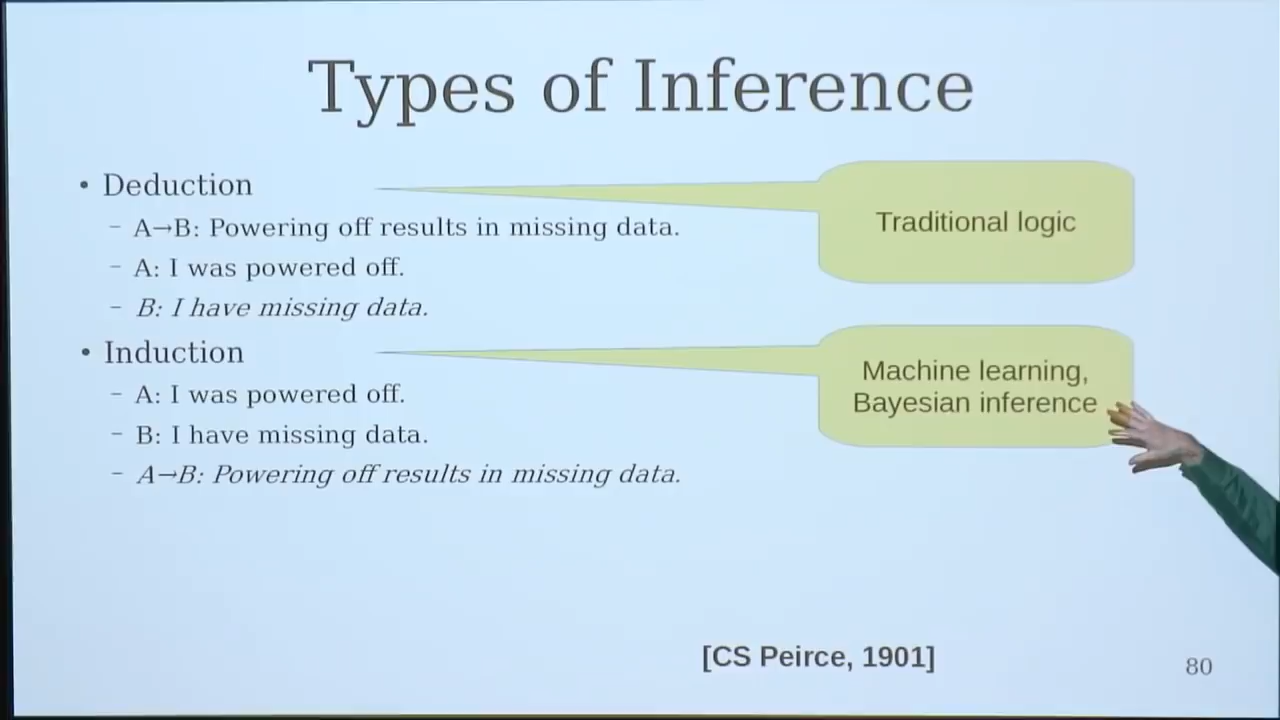 Types of Inference
• Deduction
– A→B: Powering off results in missing data.
– A: I was powered off.
– B: I have missing data.
Traditional logic
• Induction
– A: I was powered off.
– B: I have missing data.
– A→B: Powering off results in missing data.
Machine learning,
Bayesian inference
[CS Peirce, 1901]
80